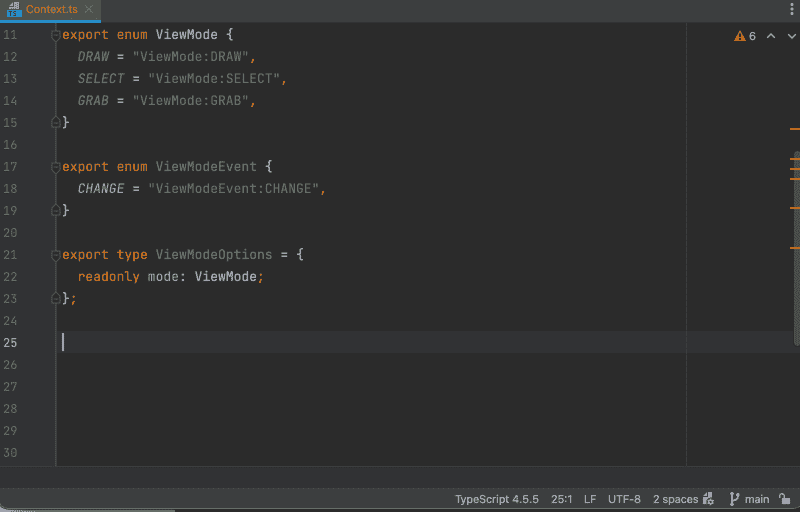 Context.ts
11 export enum ViewMode {
12 DRAW = "ViewMode:DRAW",
13 SELECT = "ViewMode:SELECT",
14 GRAB = "ViewMode:GRAB",
15 }
16
17 export enum ViewModeEvent {
18 CHANGE = "ViewModeEvent:CHANGE",
19 }
20
21 export type ViewModeOptions = {
22 readonly mode: ViewMode;
23 };
24
25
26
27
28
29
30
6
TypeScript 4.5.5 25:1 LF UTF-8 2 spaces main